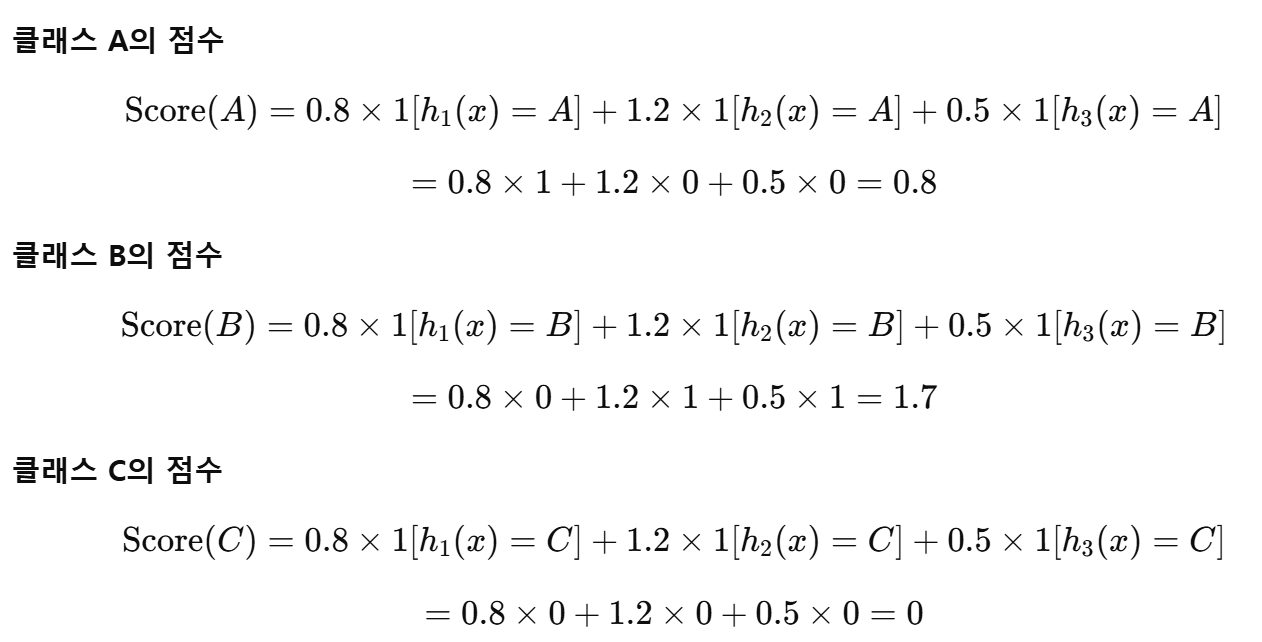 클래스 A의 점수
Score(A) = 0.8 × 1[h₁(x) = A] + 1.2 × 1[h₂(x) = A] + 0.5 × 1[h₃(x) = A]
= 0.8 × 1 + 1.2 × 0 + 0.5 × 0 = 0.8
클래스 B의 점수
Score(B) = 0.8 × 1[h₁(x) = B] + 1.2 × 1[h₂(x) = B] + 0.5 × 1[h₃(x) = B]
= 0.8 × 0 + 1.2 × 1 + 0.5 × 1 = 1.7
클래스 C의 점수
Score(C) = 0.8 × 1[h₁(x) = C] + 1.2 × 1[h₂(x) = C] + 0.5 × 1[h₃(x) = C]
= 0.8 × 0 + 1.2 × 0 + 0.5 × 0 = 0